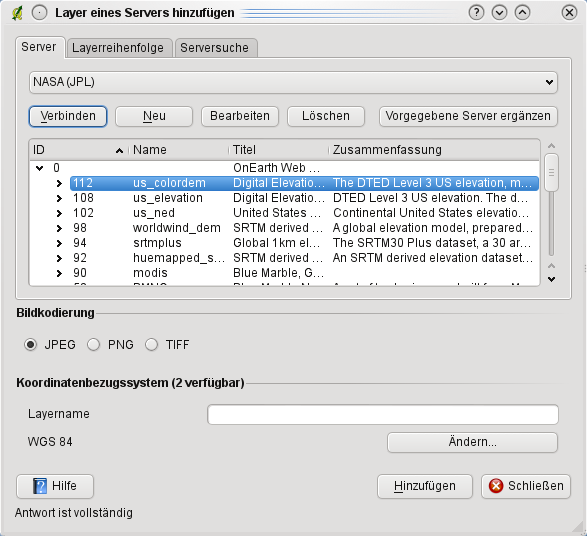 Layer eines Servers hinzufügen
Server Layerreihenfolge Serversuche
NASA (JPL)
Verbinden Neu Bearbeiten Löschen Vorgegebene Server ergänzen
ID Name Titel Zusammenfassung
0 OnEarth Web ...
112 us_colordem Digital Elevatio... The DTED Level 3 US elevation, m...
108 us_elevation Digital Elevatio... DTED Level 3 US elevation. The d...
102 us_ned United States ... Continental United States elevatio...
98 worldwind_dem SRTM derived ... A global elevation model, prepared...
94 srtmplus Global 1km el... The SRTM30 Plus dataset, a 30 ar...
92 huemapped_s... SRTM derived ... An SRTM derived elevation dataset...
90 modis Blue Marble, G...
Bildkodierung
JPEG PNG TIFF
Koordinatenbezugssystem (2 verfügbar)
Layername
WGS 84 Ändern...
Hilfe Hinzufügen Schließen
Antwort ist vollständig